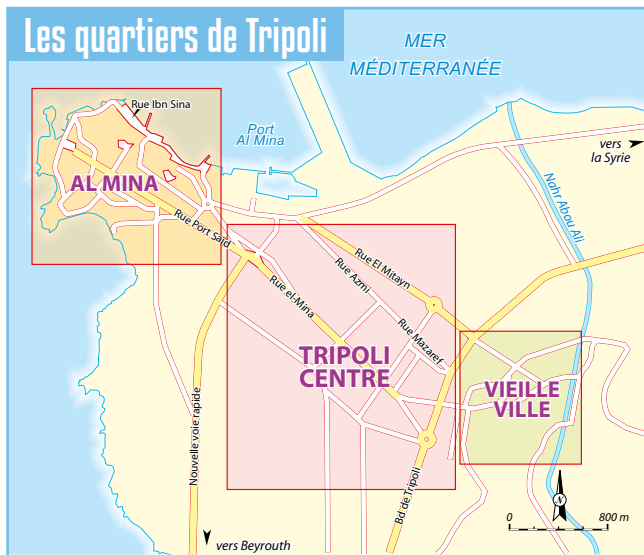 Les quartiers de Tripoli
MER
MÉDITERRANÉE
Rue Ibn Sina
Port
Al Mina
vers
la Syrie
AL MINA
Nahr Abou Ali
Rue Port Saïd
Rue El Mitayn
Rue Azmi
Rue el-Mina
Rue Mazaref
TRIPOLI
CENTRE
VIEILLE
VILLE
Nouvelle voie rapide
Bd de Tripoli
N
0 800 m
vers Beyrouth